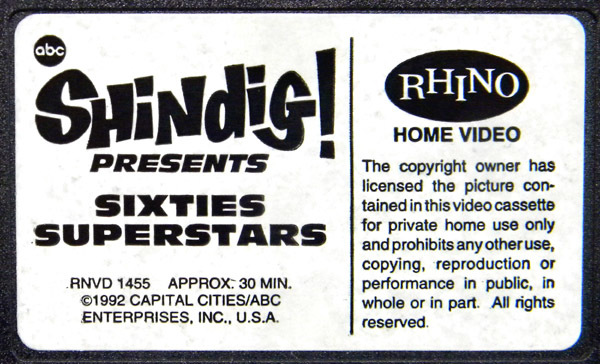 abc
SHiNdiG!
PRESENTS
SIXTIES
SUPERSTARS
RNVD 1455 APPROX. 30 MIN.
©1992 CAPITAL CITIES/ABC
ENTERPRISES, INC., U.S.A.
RHINO
HOME VIDEO
The copyright owner has
licensed the picture con-
tained in this video cassette
for private home use only
and prohibits any other use,
copying, reproduction or
performance in public, in
whole or in part. All rights
reserved.